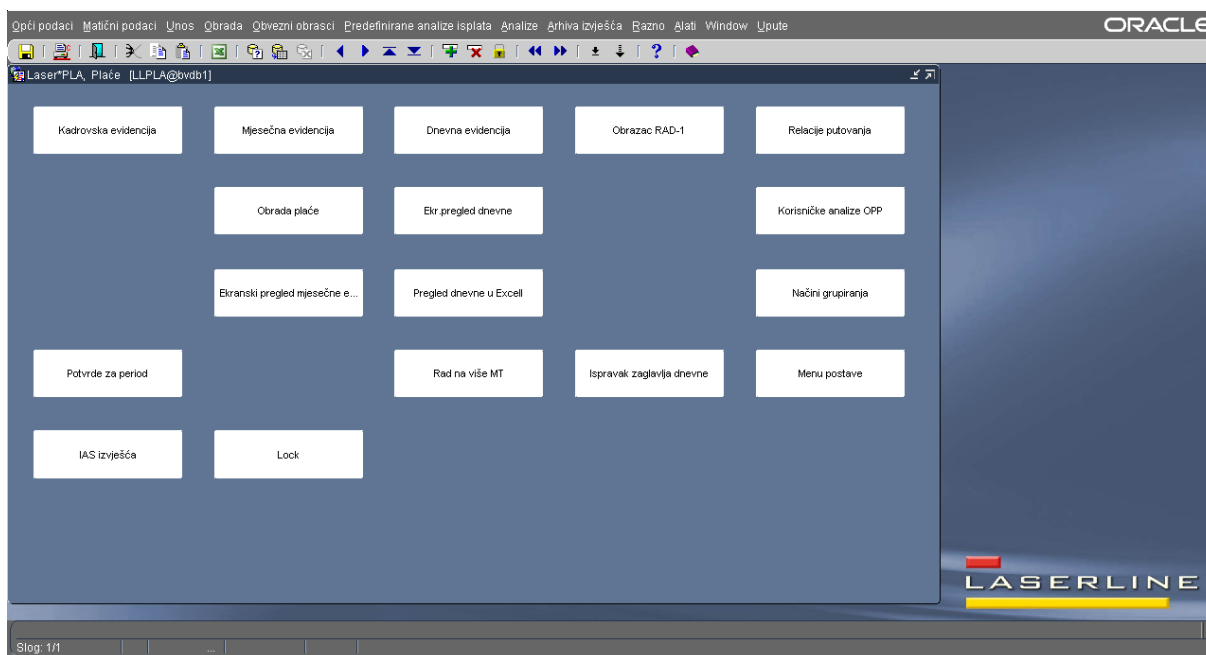 Opći podaci Matični podaci Unos Obrada Obvezni obrasci Predefinirane analize isplata Analize Arhiva izvješća Razno Alati Window Upute
ORACLE
Laser*PLA, Plaće [LLPLA@bvdb1]
Kadrovska evidencija Mjesečna evidencija Dnevna evidencija Obrazac RAD-1 Relacije putovanja
Obrada plaće Ekr.pregled dnevne Korisničke analize OPP
Ekranski pregled mjesečne e... Pregled dnevne u Excell Načini grupiranja
Potvrde za period Rad na više MT Ispravak zaglavlja dnevne Menu postave
IAS izvješća Lock
LASERLINE
Slog: 1/1 ...